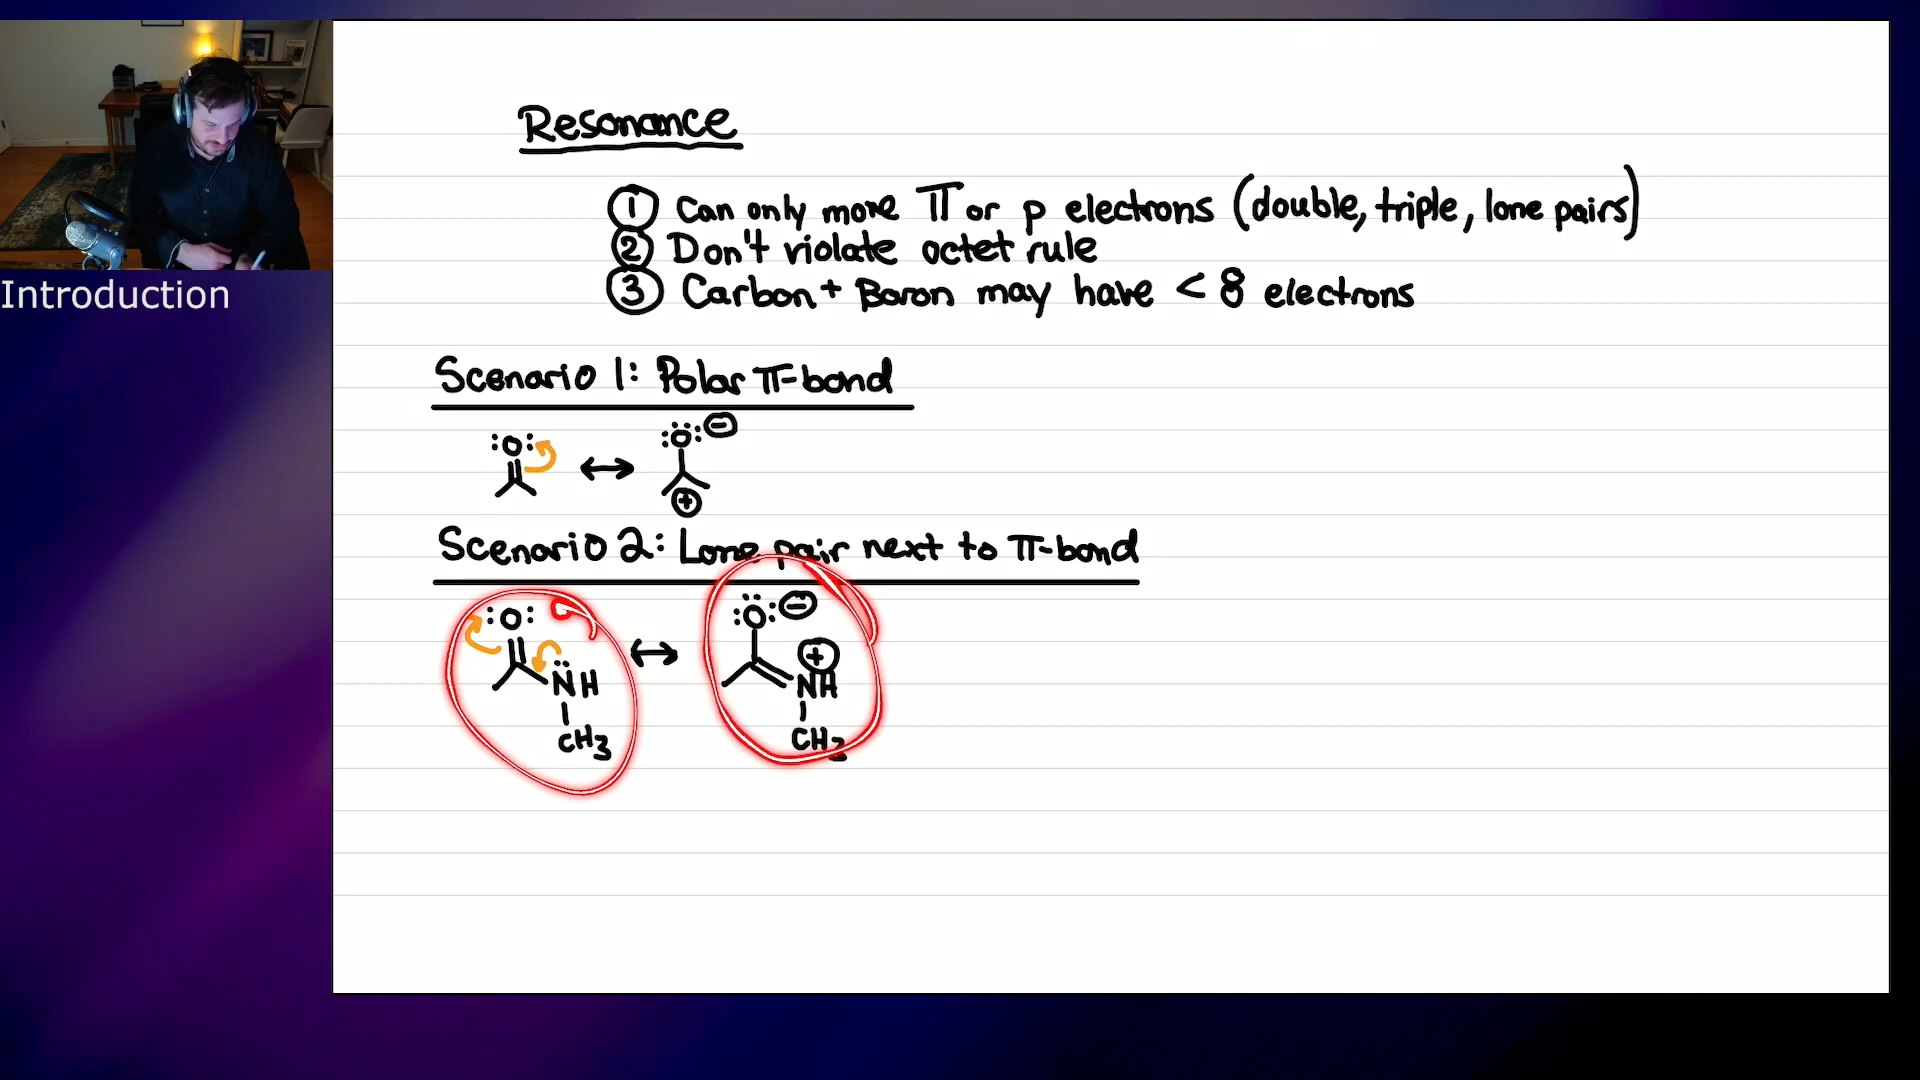 Introduction
Resonance
① Can only move π or p electrons (double, triple, lone pairs)
② Don't violate octet rule
③ Carbon + Boron may have < 8 electrons
Scenario 1: Polar π-bond
:O: ↔ :Ö: ⊖
⊕
Scenario 2: Lone pair next to π-bond
:O: ↔ :Ö: ⊖
⊕
N̈H NH
CH3 CH3